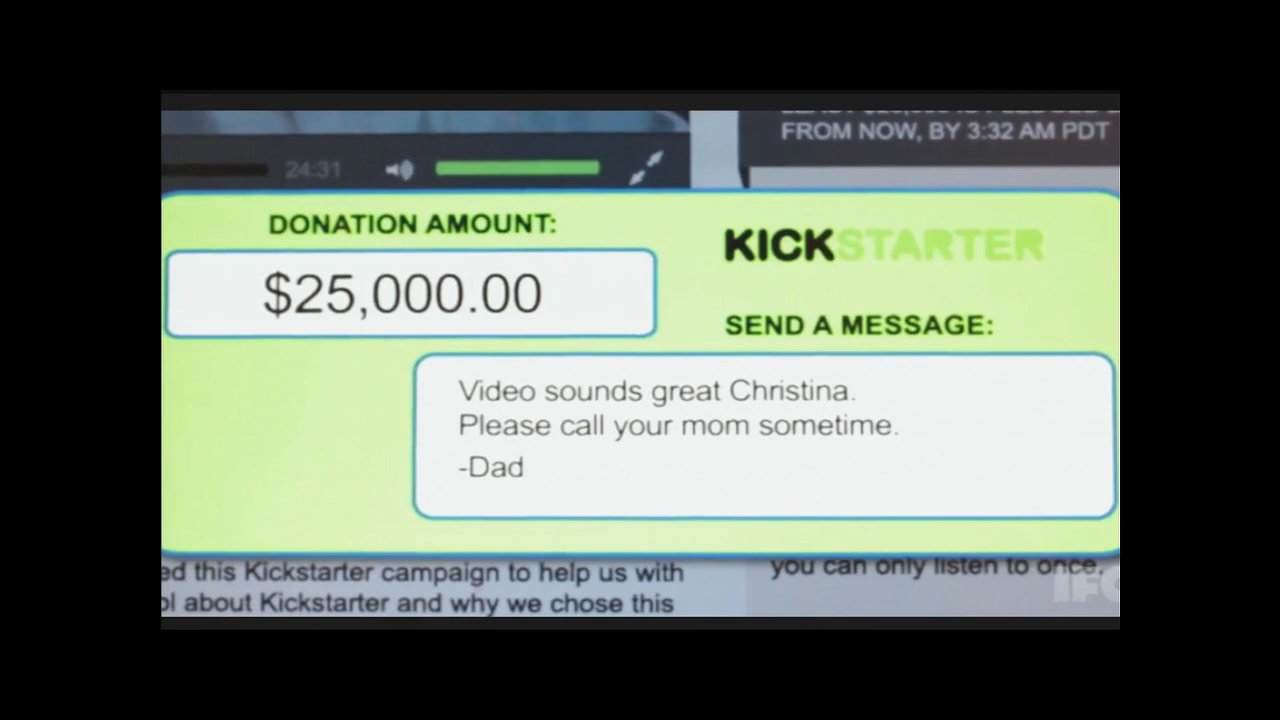 FROM NOW, BY 3:32 AM PDT
24:31
DONATION AMOUNT:
$25,000.00
KICKSTARTER
SEND A MESSAGE:
Video sounds great Christina.
Please call your mom sometime.
-Dad
ed this Kickstarter campaign to help us with
ol about Kickstarter and why we chose this
you can only listen to once.
IFC